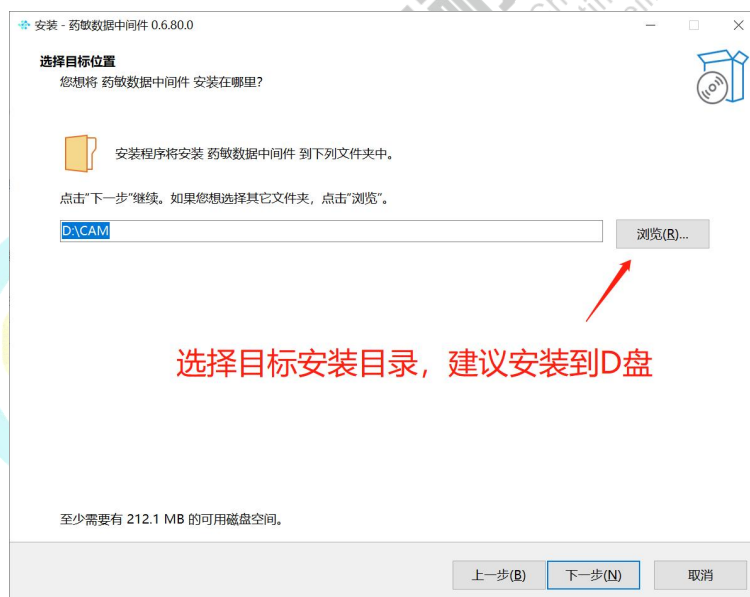 安装 - 药敏数据中间件 0.6.80.0
选择目标位置
您想将 药敏数据中间件 安装在哪里?
安装程序将安装 药敏数据中间件 到下列文件夹中。
点击"下一步"继续。如果您想选择其它文件夹，点击"浏览"。
D:\CAM
浏览(R)...
选择目标安装目录，建议安装到D盘
至少需要有 212.1 MB 的可用磁盘空间。
上一步(B)
下一步(N)
取消